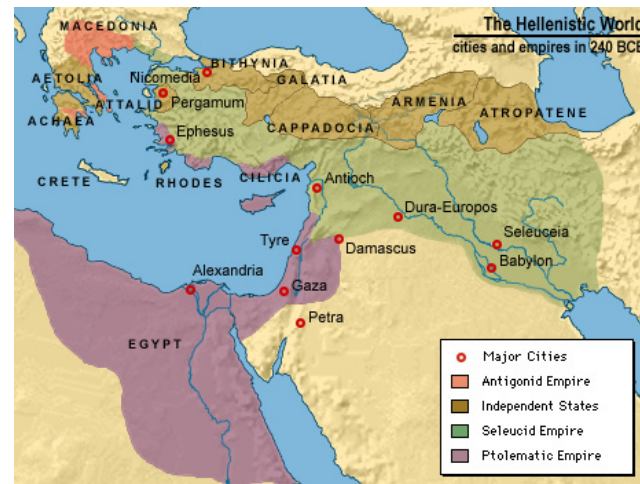 The Hellenistic World
cities and empires in 240 BCE
MACEDONIA
BITHYNIA
Nicomedia
GALATIA
AETOLIA
ATTALID
Pergamum
ARMENIA
ATROPATENE
ACHAEA
Ephesus
CAPPADOCIA
CRETE
RHODES
CILICIA
Antioch
Dura-Europos
Seleuceia
Tyre
Damascus
Babylon
Alexandria
Gaza
Petra
EGYPT
Major Cities
Antigonid Empire
Independent States
Seleucid Empire
Ptolematic Empire